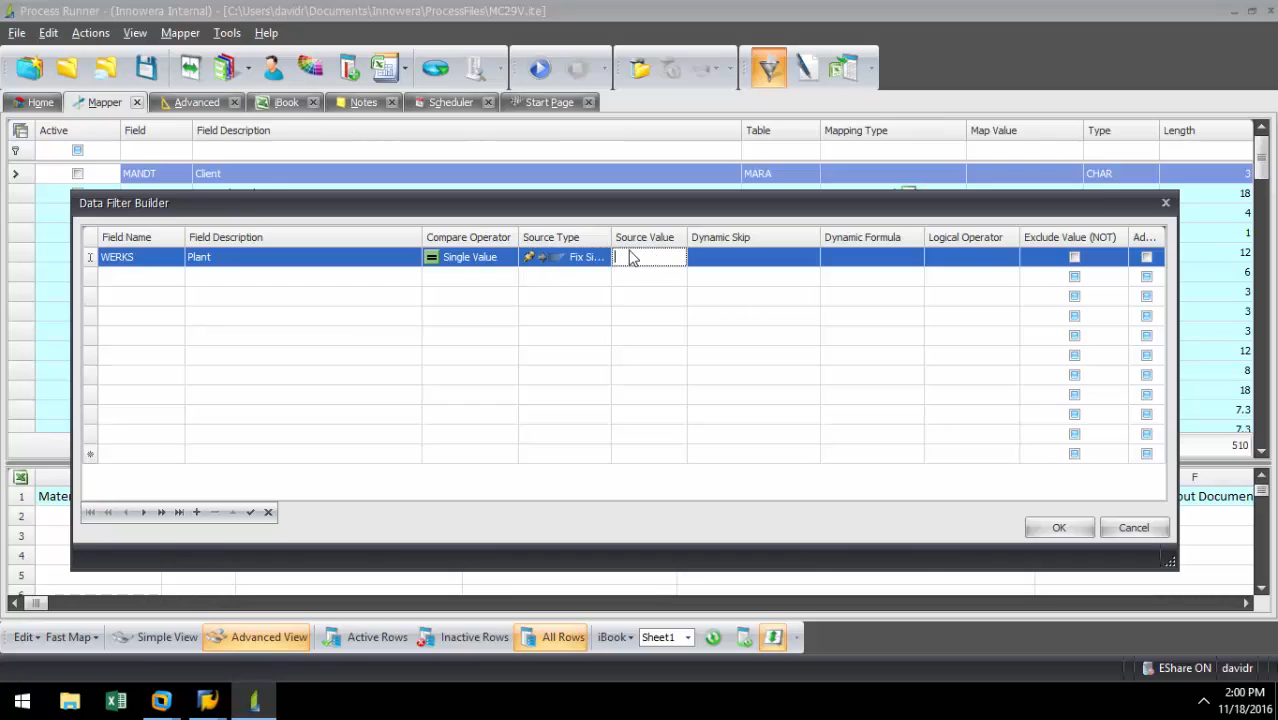 Process Runner - (Innowera Internal) - [C:\Users\davidr\Documents\Innowera\ProcessFiles\MC29V.ite]
File Edit Actions View Mapper Tools Help
Home Mapper Advanced iBook Notes Scheduler Start Page
Active Field Field Description Table Mapping Type Map Value Type Length
MANDT Client MARA CHAR 3
18
Data Filter Builder
4
Field Name Field Description Compare Operator Source Type Source Value Dynamic Skip Dynamic Formula Logical Operator Exclude Value (NOT) Ad...
1
WERKS Plant Single Value Fix Si...
12
6
3
3
12
8
18
7.3
7.3
510
F
1 Mater put Documen
2
3
OK Cancel
4
5
6
Edit Fast Map Simple View Advanced View Active Rows Inactive Rows All Rows iBook Sheet1
EShare ON davidr
2:00 PM
11/18/2016